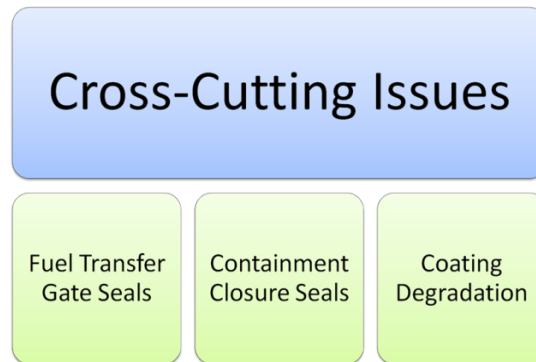 Cross-Cutting Issues
Fuel Transfer
Gate Seals
Containment
Closure Seals
Coating
Degradation